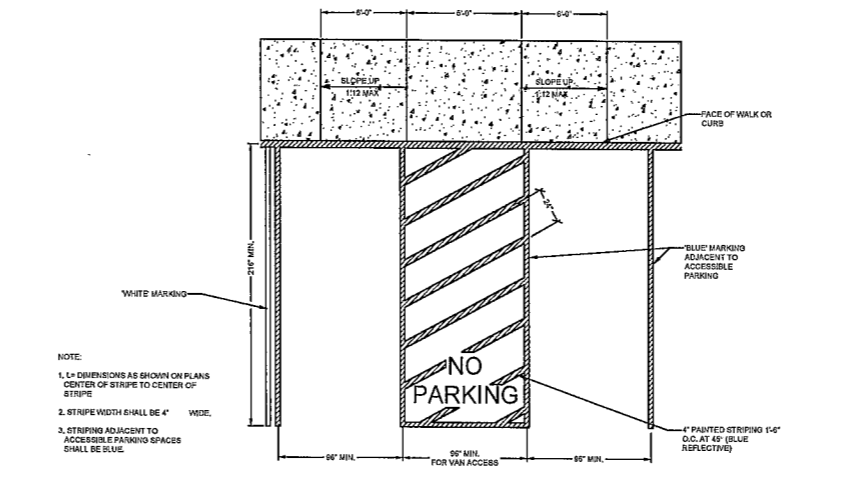 6'-0" 6'-0" 6'-0"
SLOPE UP
1:12 MAX
SLOPE UP
1:12 MAX
FACE OF WALK OR
CURB
24"
216" MIN.
'BLUE' MARKING
ADJACENT TO
ACCESSIBLE
PARKING
'WHITE' MARKING
NOTE:
1. L= DIMENSIONS AS SHOWN ON PLANS
CENTER OF STRIPE TO CENTER OF
STRIPE
2. STRIPE WIDTH SHALL BE 4" WIDE.
3. STRIPING ADJACENT TO
ACCESSIBLE PARKING SPACES
SHALL BE BLUE.
NO
PARKING
4" PAINTED STRIPING 1'-6"
O.C. AT 45° (BLUE
REFLECTIVE)
96" MIN.
96" MIN.
FOR VAN ACCESS
96" MIN.